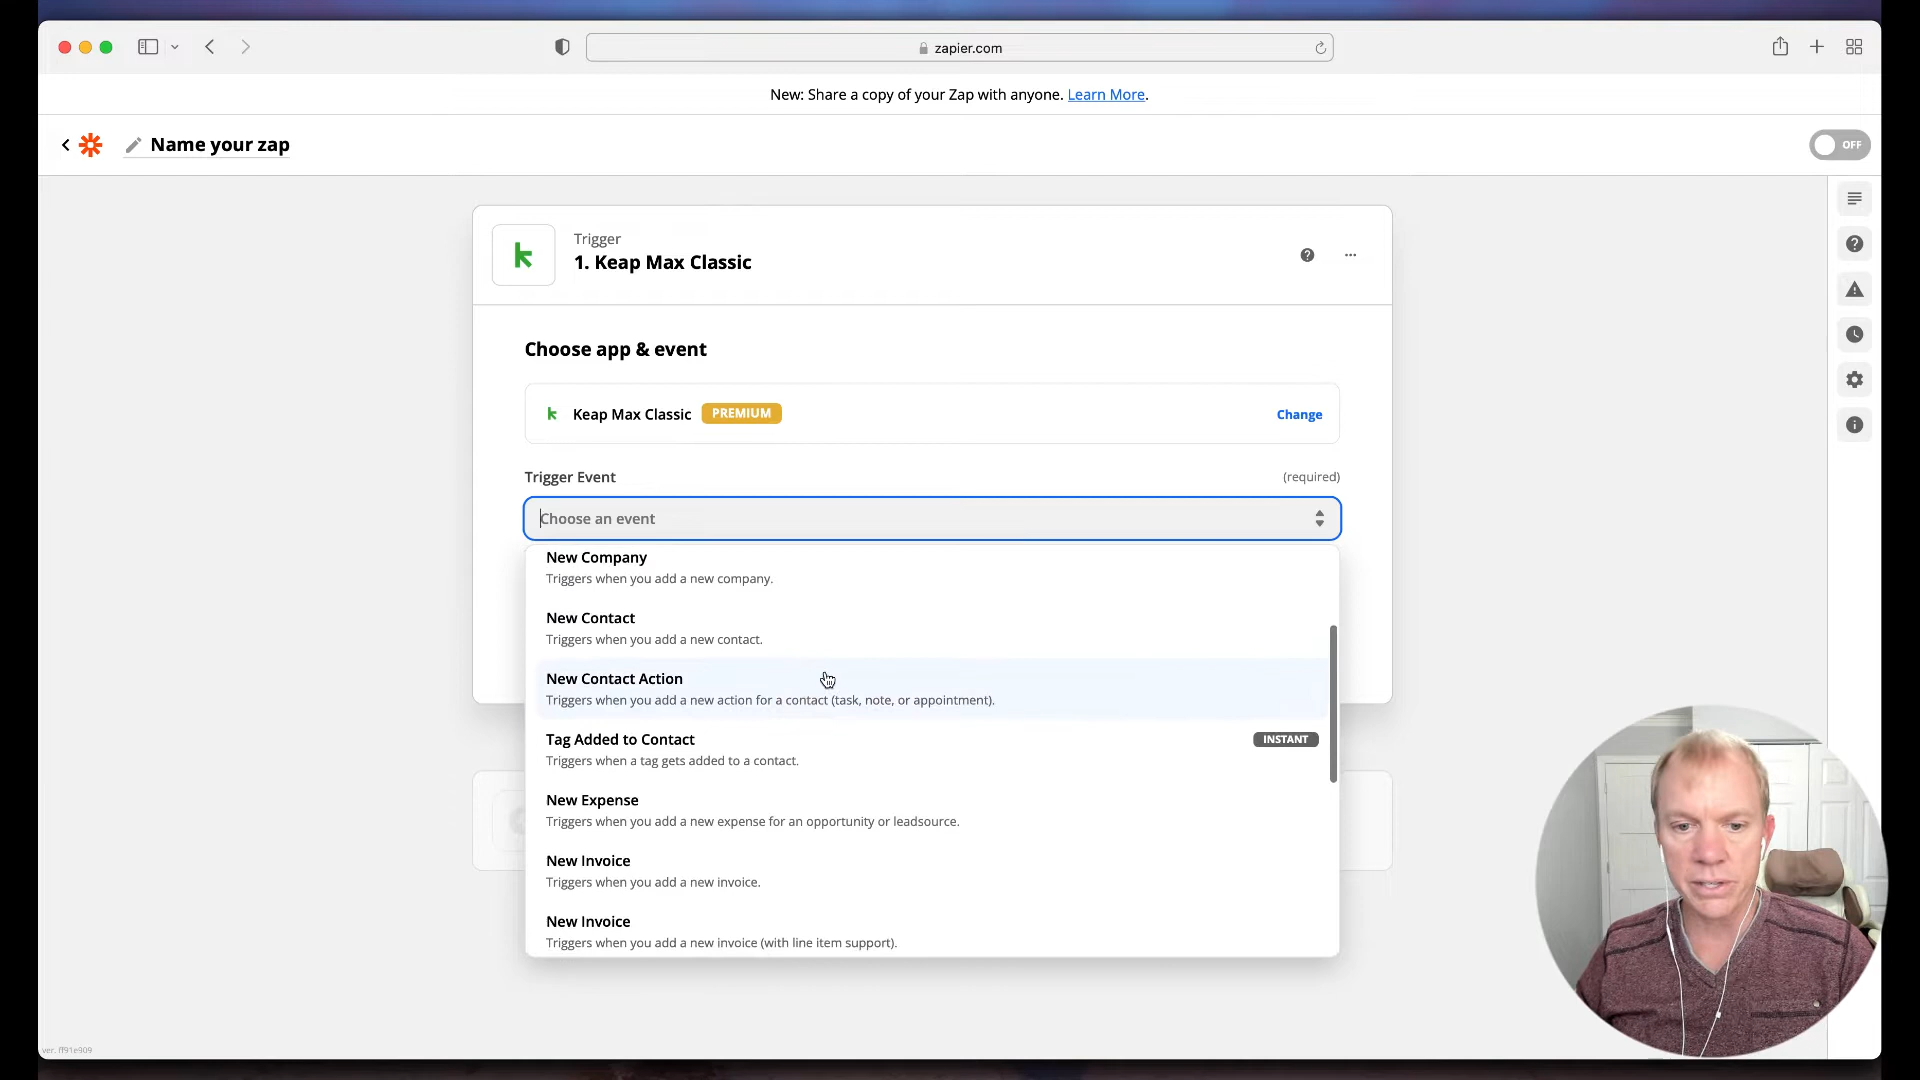 zapier.com
New: Share a copy of your Zap with anyone. Learn More.
Name your zap
OFF
Trigger
1. Keap Max Classic
Choose app & event
Keap Max Classic PREMIUM
Change
Trigger Event
(required)
Choose an event
New Company
Triggers when you add a new company.
New Contact
Triggers when you add a new contact.
New Contact Action
Triggers when you add a new action for a contact (task, note, or appointment).
Tag Added to Contact
INSTANT
Triggers when a tag gets added to a contact.
New Expense
Triggers when you add a new expense for an opportunity or leadsource.
New Invoice
Triggers when you add a new invoice.
New Invoice
Triggers when you add a new invoice (with line item support).
ver. ff91e909